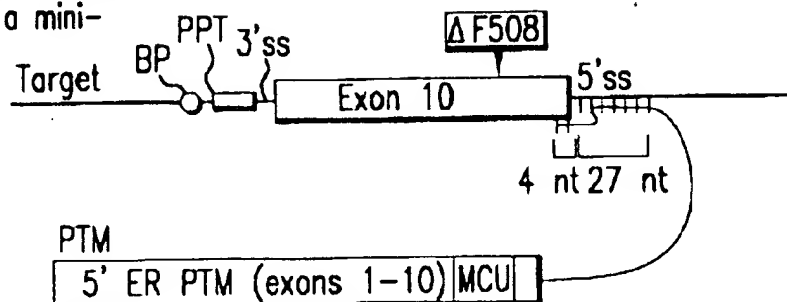 a mini-
Target
BP
PPT
3'ss
Exon 10
Δ F508
5'ss
4 nt 27 nt
PTM
5' ER PTM (exons 1-10) MCU